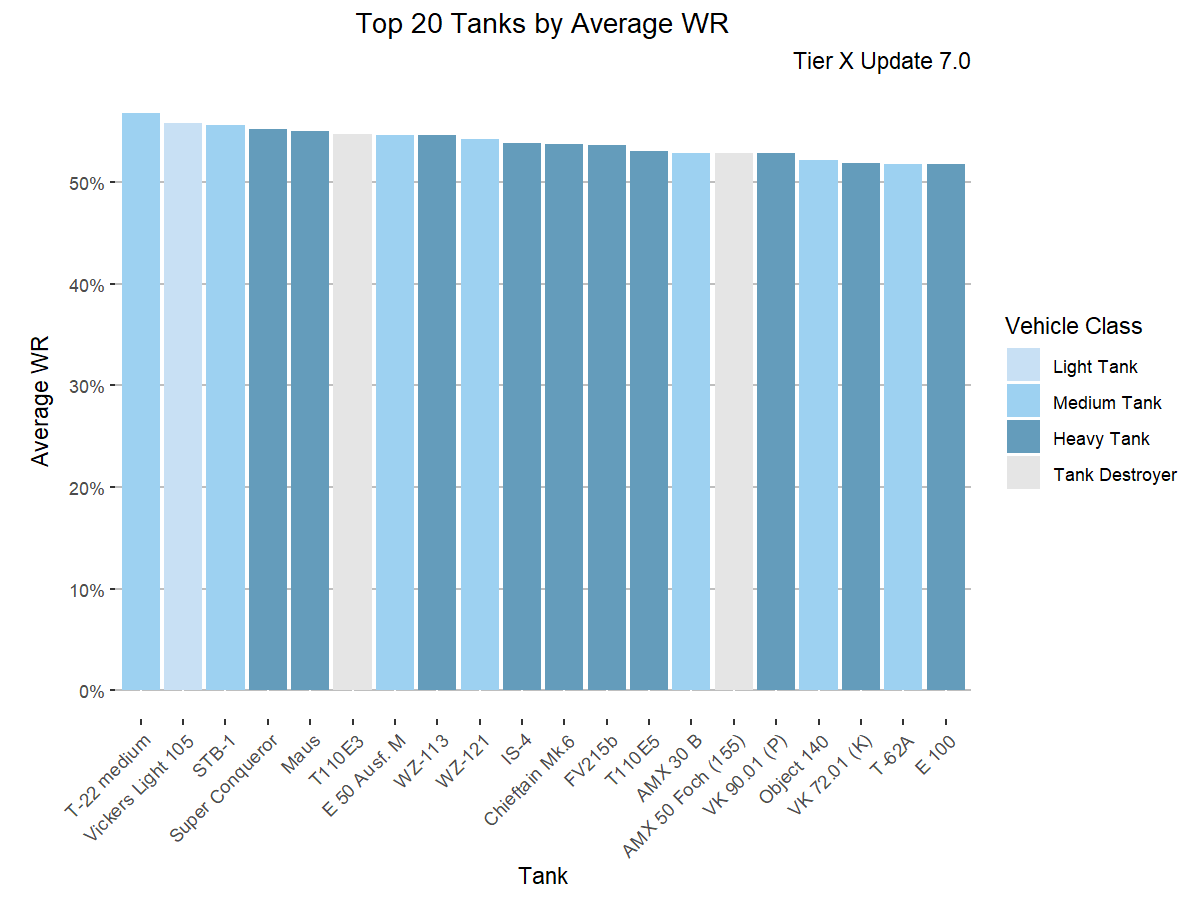 Top 20 Tanks by Average WR
Tier X Update 7.0
Average WR
50%
40%
30%
20%
10%
0%
T-22 medium
Vickers Light 105
STB-1
Super Conqueror
Maus
T110E3
E 50 Ausf. M
WZ-113
WZ-121
IS-4
Chieftain Mk.6
FV215b
T110E5
AMX 30 B
AMX 50 Foch (155)
VK 90.01 (P)
Object 140
VK 72.01 (K)
T-62A
E 100
Tank
Vehicle Class
Light Tank
Medium Tank
Heavy Tank
Tank Destroyer